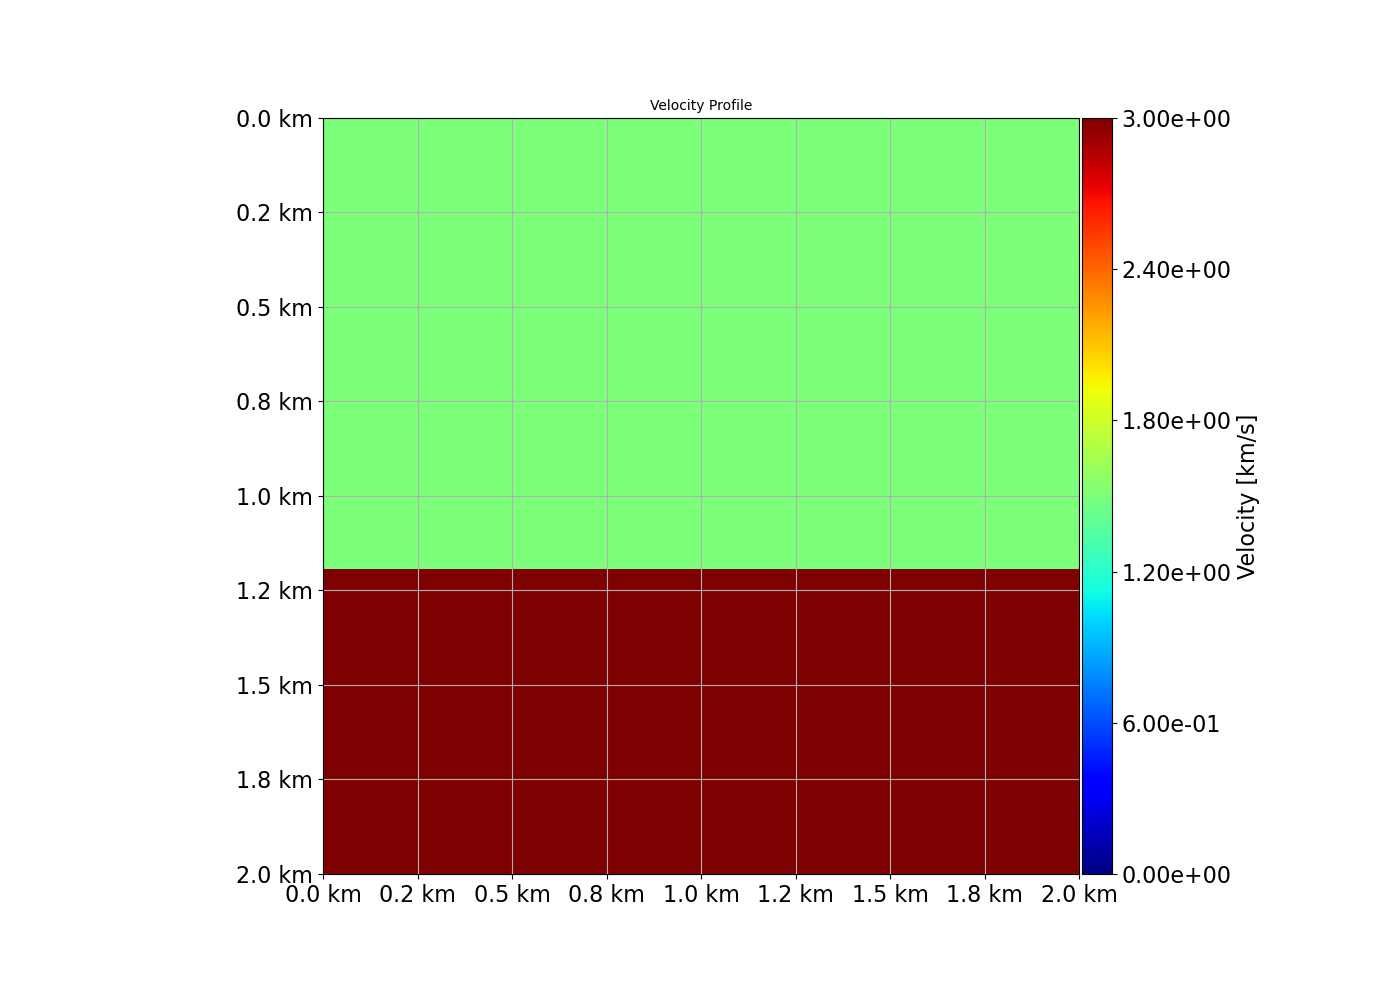 Velocity Profile
0.0 km
0.2 km
0.5 km
0.8 km
1.0 km
1.2 km
1.5 km
1.8 km
2.0 km
0.0 km 0.2 km 0.5 km 0.8 km 1.0 km 1.2 km 1.5 km 1.8 km 2.0 km
3.00e+00
2.40e+00
1.80e+00
1.20e+00
6.00e-01
0.00e+00
Velocity [km/s]